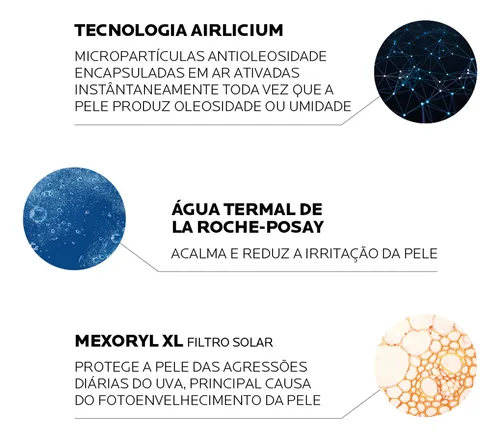 TECNOLOGIA AIRLICIUM
MICROPARTÍCULAS ANTIOLEOSIDADE
ENCAPSULADAS EM AR ATIVADAS
INSTÂNTANEAMENTE TODA VEZ QUE A
PELE PRODUZ OLEOSIDADE OU UMIDADE
ÁGUA TERMAL DE
LA ROCHE-POSAY
ACALMA E REDUZ A IRRITAÇÃO DA PELE
MEXORYL XL FILTRO SOLAR
PROTEGE A PELE DAS AGRESSÕES
DIÁRIAS DO UVA, PRINCIPAL CAUSA
DO FOTOENVELHECIMENTO DA PELE